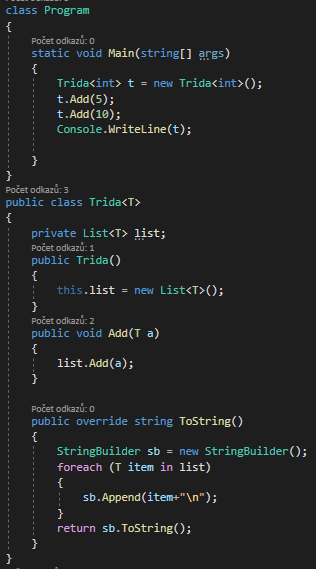 class Program
{
Počet odkazů: 0
static void Main(string[] args)
{
Trida<int> t = new Trida<int>();
t.Add(5);
t.Add(10);
Console.WriteLine(t);
}
}
Počet odkazů: 3
public class Trida<T>
{
private List<T> list;
Počet odkazů: 1
public Trida()
{
this.list = new List<T>();
}
Počet odkazů: 2
public void Add(T a)
{
list.Add(a);
}
Počet odkazů: 0
public override string ToString()
{
StringBuilder sb = new StringBuilder();
foreach (T item in list)
{
sb.Append(item+"\n");
}
return sb.ToString();
}
}